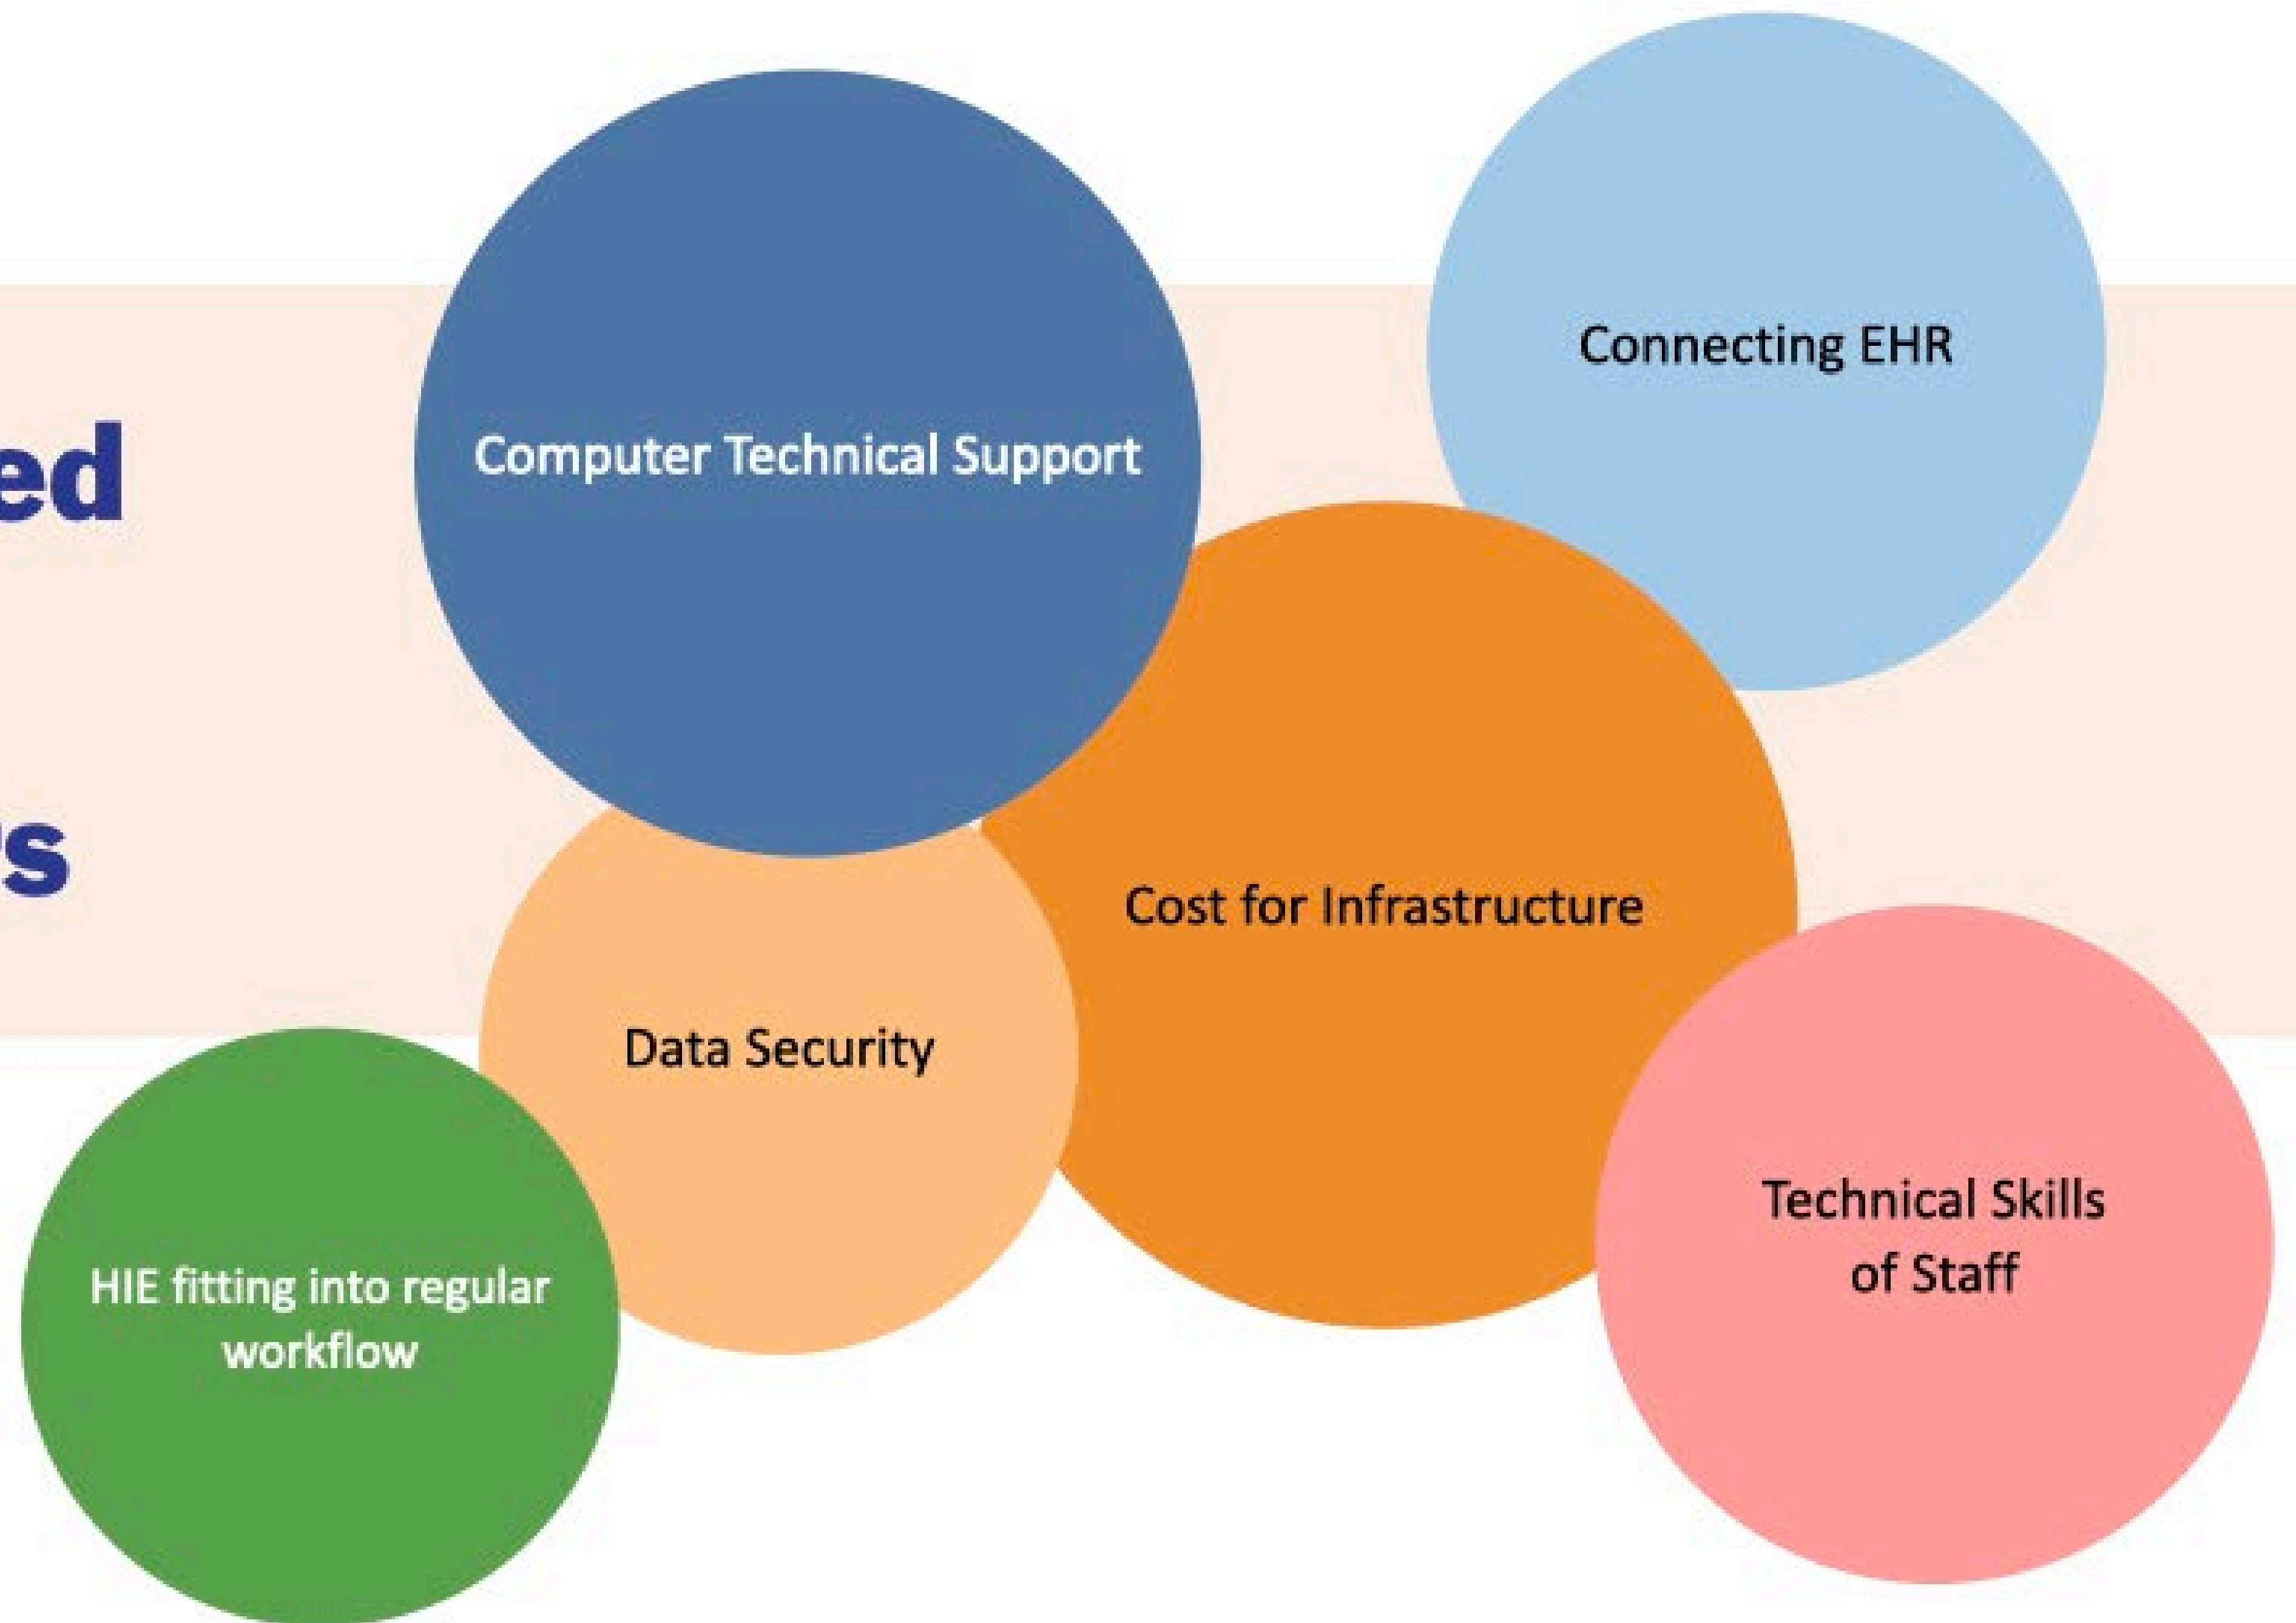 Connecting EHR
Computer Technical Support
Cost for Infrastructure
Data Security
Technical Skills
of Staff
HIE fitting into regular
workflow